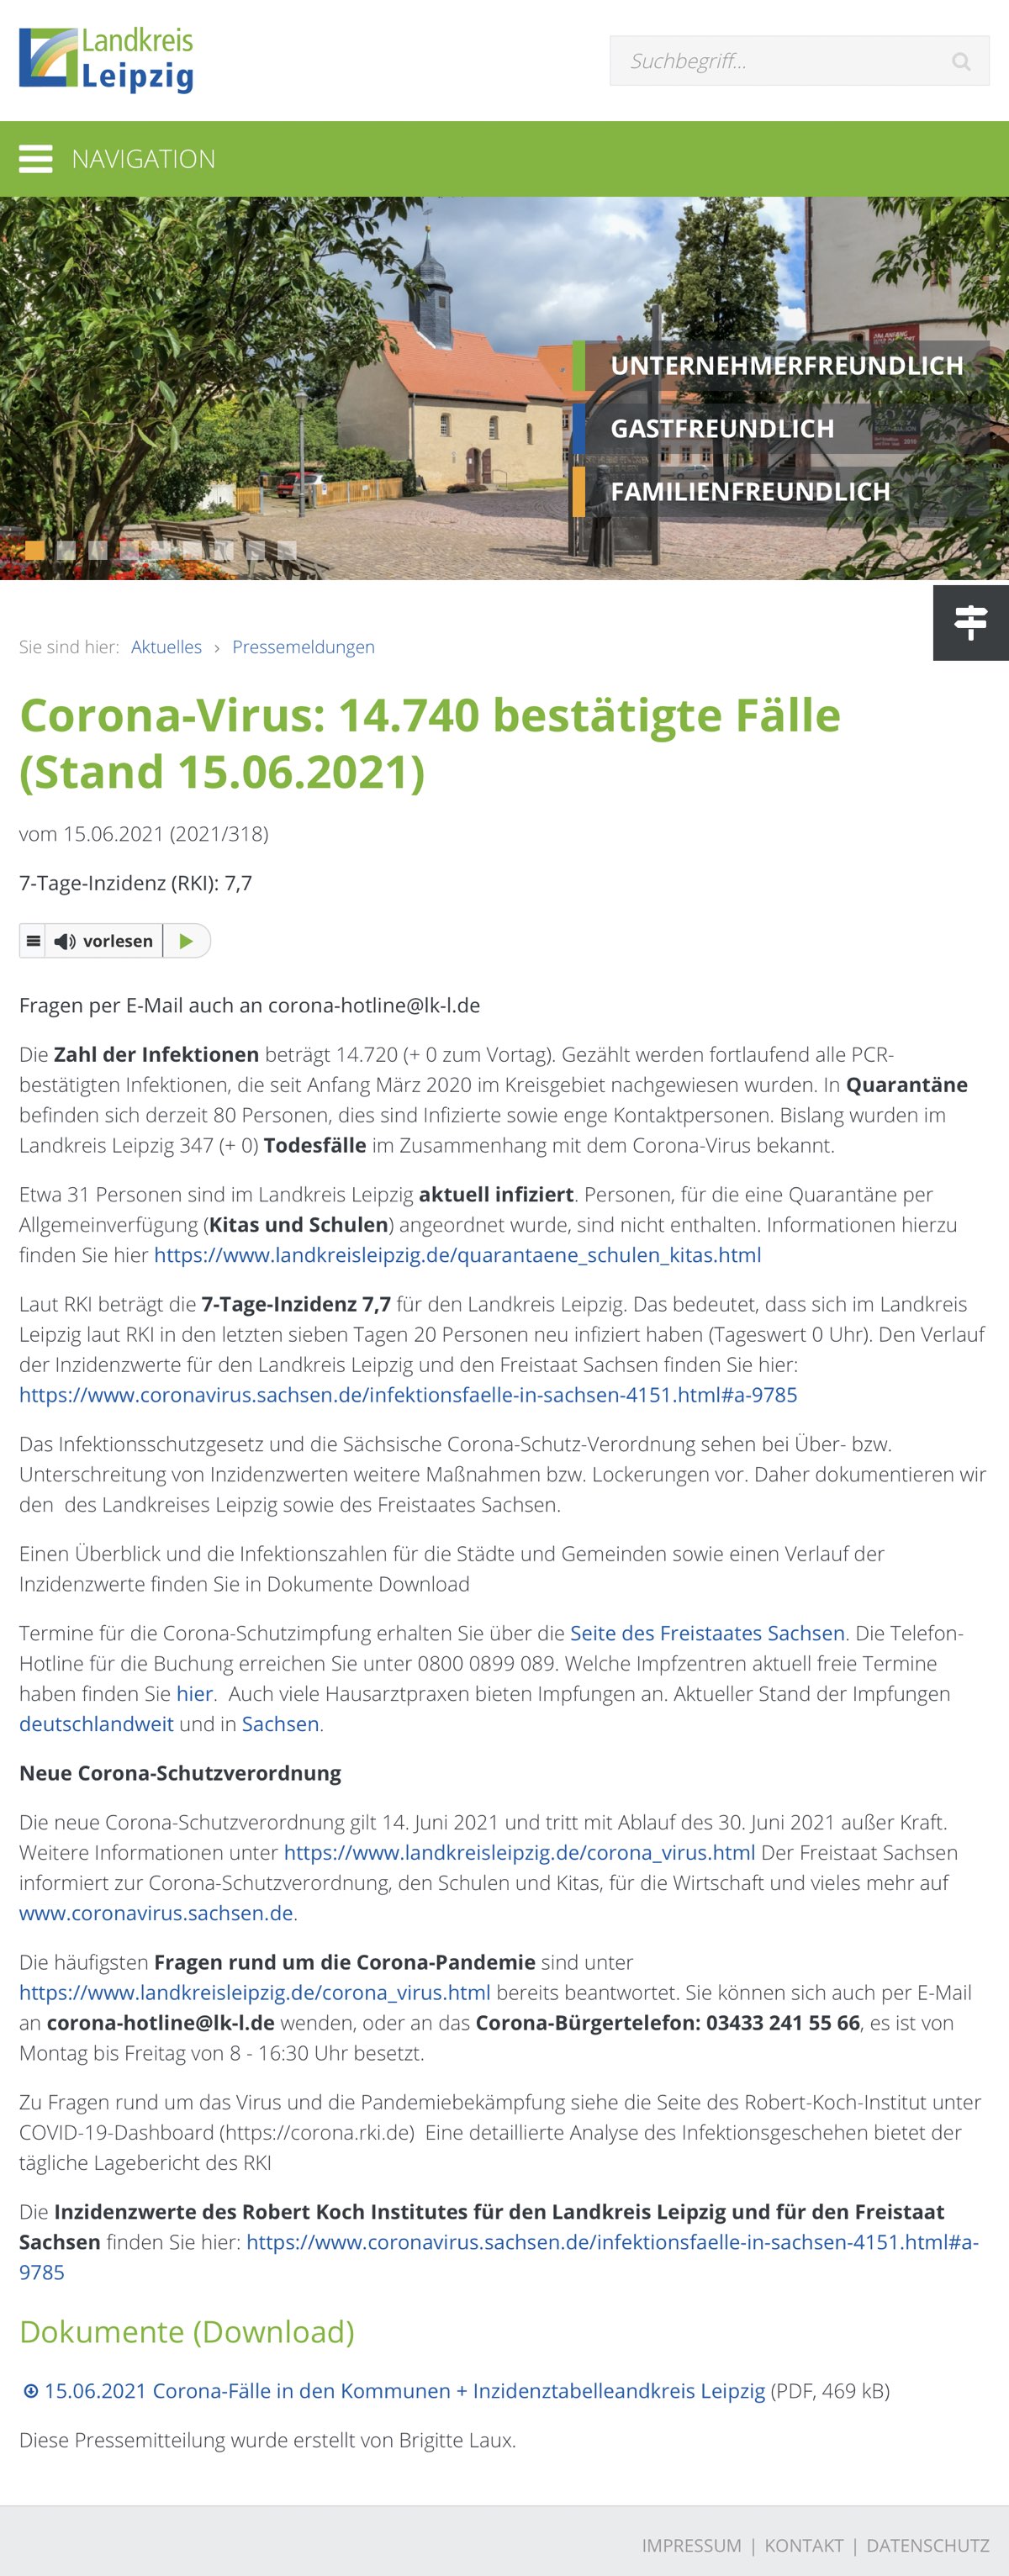 Landkreis
Leipzig
Suchbegriff...
NAVIGATION
UNTERNEHMERFREUNDLICH
GASTFREUNDLICH
FAMILIENFREUNDLICH
Sie sind hier: Aktuelles › Pressemeldungen
Corona-Virus: 14.740 bestätigte Fälle
(Stand 15.06.2021)
vom 15.06.2021 (2021/318)
7-Tage-Inzidenz (RKI): 7,7
vorlesen
Fragen per E-Mail auch an corona-hotline@lk-l.de
Die Zahl der Infektionen beträgt 14.720 (+ 0 zum Vortag). Gezählt werden fortlaufend alle PCR-
bestätigten Infektionen, die seit Anfang März 2020 im Kreisgebiet nachgewiesen wurden. In Quarantäne
befinden sich derzeit 80 Personen, dies sind Infizierte sowie enge Kontaktpersonen. Bislang wurden im
Landkreis Leipzig 347 (+ 0) Todesfälle im Zusammenhang mit dem Corona-Virus bekannt.
Etwa 31 Personen sind im Landkreis Leipzig aktuell infiziert. Personen, für die eine Quarantäne per
Allgemeinverfügung (Kitas und Schulen) angeordnet wurde, sind nicht enthalten. Informationen hierzu
finden Sie hier https://www.landkreisleipzig.de/quarantaene_schulen_kitas.html
Laut RKI beträgt die 7-Tage-Inzidenz 7,7 für den Landkreis Leipzig. Das bedeutet, dass sich im Landkreis
Leipzig laut RKI in den letzten sieben Tagen 20 Personen neu infiziert haben (Tageswert 0 Uhr). Den Verlauf
der Inzidenzwerte für den Landkreis Leipzig und den Freistaat Sachsen finden Sie hier:
https://www.coronavirus.sachsen.de/infektionsfaelle-in-sachsen-4151.html#a-9785
Das Infektionsschutzgesetz und die Sächsische Corona-Schutz-Verordnung sehen bei Über- bzw.
Unterschreitung von Inzidenzwerten weitere Maßnahmen bzw. Lockerungen vor. Daher dokumentieren wir
den  des Landkreises Leipzig sowie des Freistaates Sachsen.
Einen Überblick und die Infektionszahlen für die Städte und Gemeinden sowie einen Verlauf der
Inzidenzwerte finden Sie in Dokumente Download
Termine für die Corona-Schutzimpfung erhalten Sie über die Seite des Freistaates Sachsen. Die Telefon-
Hotline für die Buchung erreichen Sie unter 0800 0899 089. Welche Impfzentren aktuell freie Termine
haben finden Sie hier.  Auch viele Hausarztpraxen bieten Impfungen an. Aktueller Stand der Impfungen
deutschlandweit und in Sachsen.
Neue Corona-Schutzverordnung
Die neue Corona-Schutzverordnung gilt 14. Juni 2021 und tritt mit Ablauf des 30. Juni 2021 außer Kraft.
Weitere Informationen unter https://www.landkreisleipzig.de/corona_virus.html Der Freistaat Sachsen
informiert zur Corona-Schutzverordnung, den Schulen und Kitas, für die Wirtschaft und vieles mehr auf
www.coronavirus.sachsen.de.
Die häufigsten Fragen rund um die Corona-Pandemie sind unter
https://www.landkreisleipzig.de/corona_virus.html bereits beantwortet. Sie können sich auch per E-Mail
an corona-hotline@lk-l.de wenden, oder an das Corona-Bürgertelefon: 03433 241 55 66, es ist von
Montag bis Freitag von 8 - 16:30 Uhr besetzt.
Zu Fragen rund um das Virus und die Pandemiebekämpfung siehe die Seite des Robert-Koch-Institut unter
COVID-19-Dashboard (https://corona.rki.de)  Eine detaillierte Analyse des Infektionsgeschehen bietet der
tägliche Lagebericht des RKI
Die Inzidenzwerte des Robert Koch Institutes für den Landkreis Leipzig und für den Freistaat
Sachsen finden Sie hier: https://www.coronavirus.sachsen.de/infektionsfaelle-in-sachsen-4151.html#a-
9785
Dokumente (Download)
15.06.2021 Corona-Fälle in den Kommunen + Inzidenztabelleandkreis Leipzig (PDF, 469 kB)
Diese Pressemitteilung wurde erstellt von Brigitte Laux.
IMPRESSUM | KONTAKT | DATENSCHUTZ